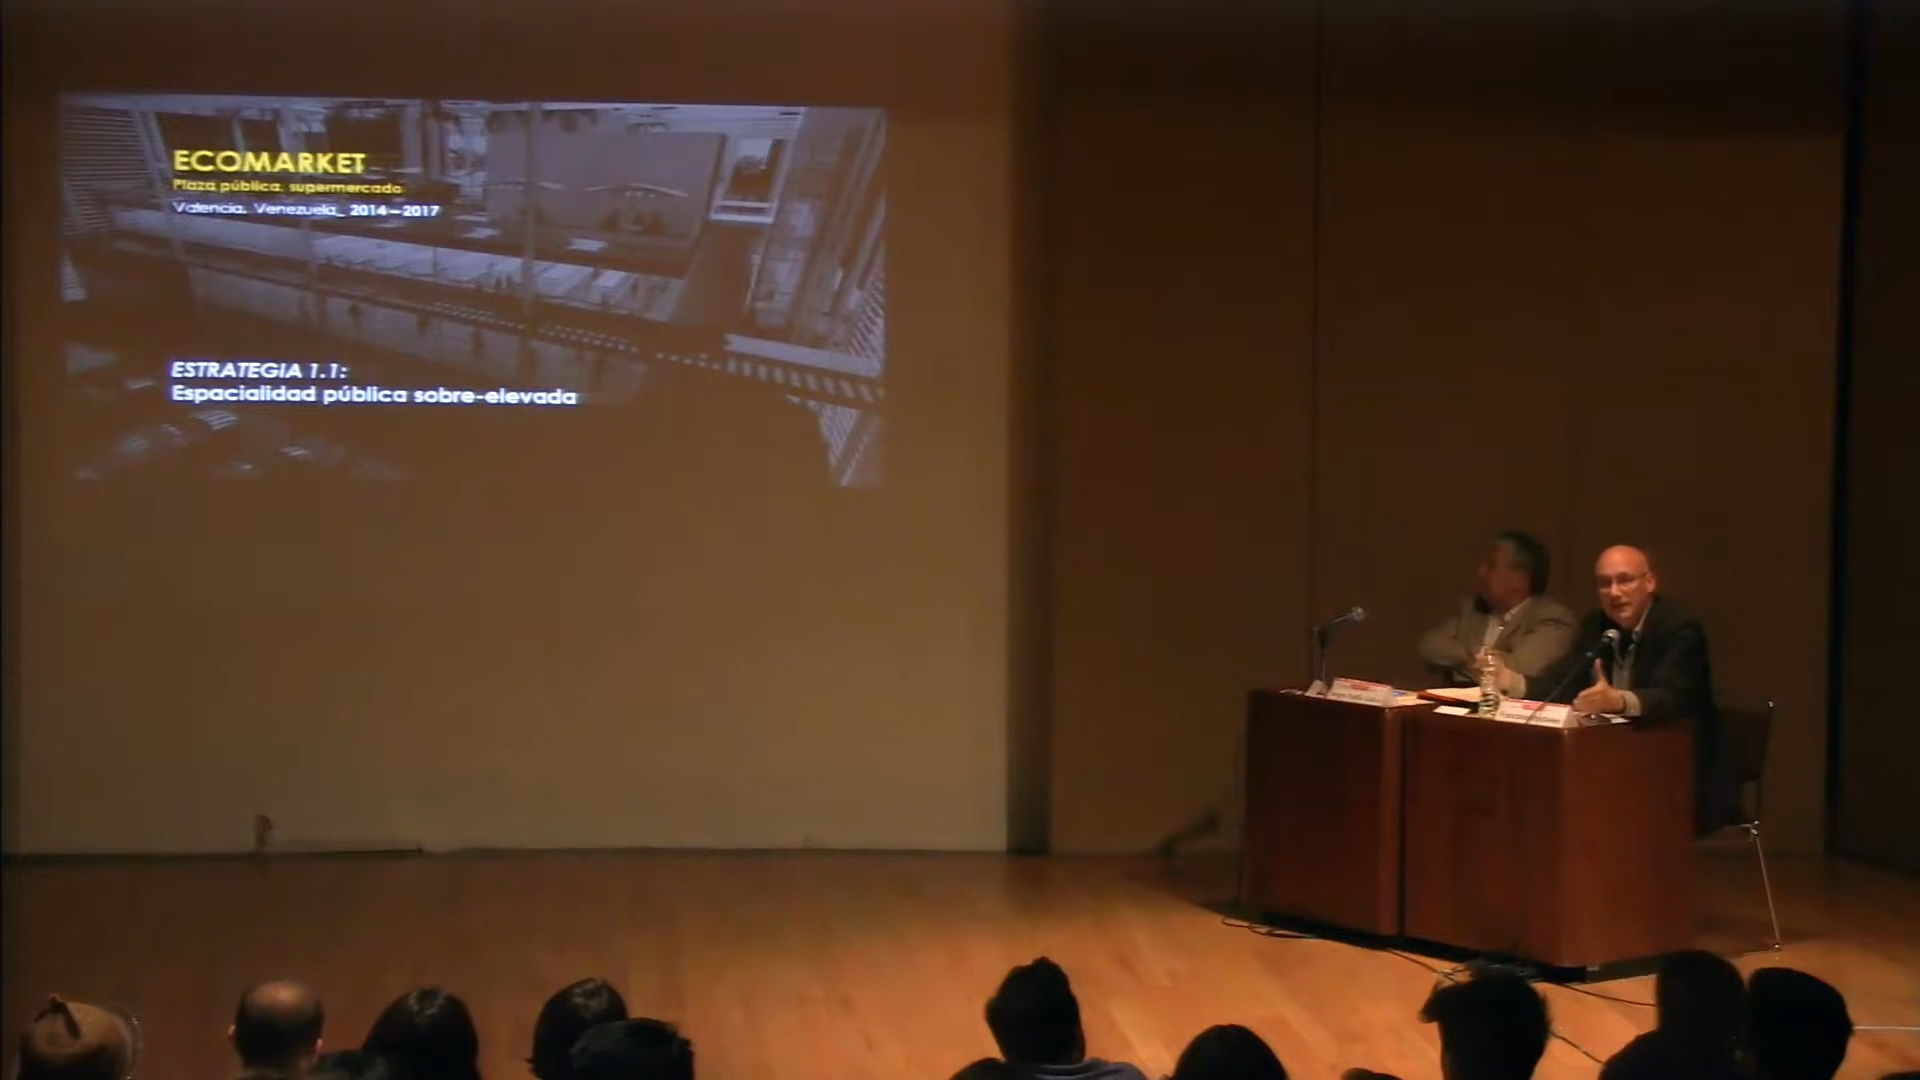 ECOMARKET
Plaza pública, supermercado
Valencia, Venezuela_ 2014–2017
ESTRATEGIA 1.1:
Espacialidad pública sobre-elevada